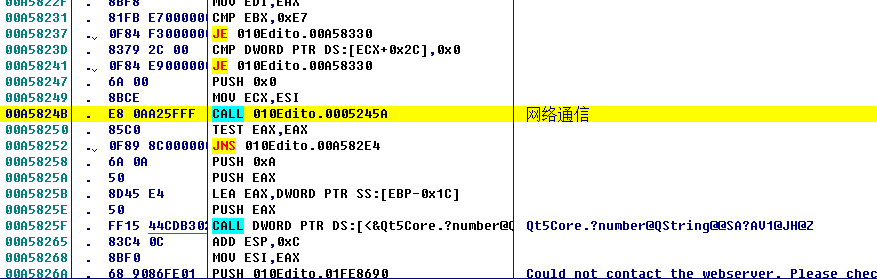 00A5822F . 8BF8 MOV EDI,EAX
00A58231 . 81FB E7000000 CMP EBX,0xE7
00A58237 . 0F84 F3000000 JE 010Edito.00A58330
00A5823D . 8379 2C 00 CMP DWORD PTR DS:[ECX+0x2C],0x0
00A58241 . 0F84 E9000000 JE 010Edito.00A58330
00A58247 . 6A 00 PUSH 0x0
00A58249 . 8BCE MOV ECX,ESI
00A5824B . E8 0AA25FFF CALL 010Edito.0005245A 网络通信
00A58250 . 85C0 TEST EAX,EAX
00A58252 . 0F89 8C000000 JNS 010Edito.00A582E4
00A58258 . 6A 0A PUSH 0xA
00A5825A . 50 PUSH EAX
00A5825B . 8D45 E4 LEA EAX,DWORD PTR SS:[EBP-0x1C]
00A5825E . 50 PUSH EAX
00A5825F . FF15 44CDB302 CALL DWORD PTR DS:[<&Qt5Core.?number@Q Qt5Core.?number@QString@@SA?AV1@JH@Z
00A58265 . 83C4 0C ADD ESP,0xC
00A58268 . 8BF0 MOV ESI,EAX
00A5826A . 68 9086FE01 PUSH 010Edito.01FE8690 Could not contact the webserver. Please chec